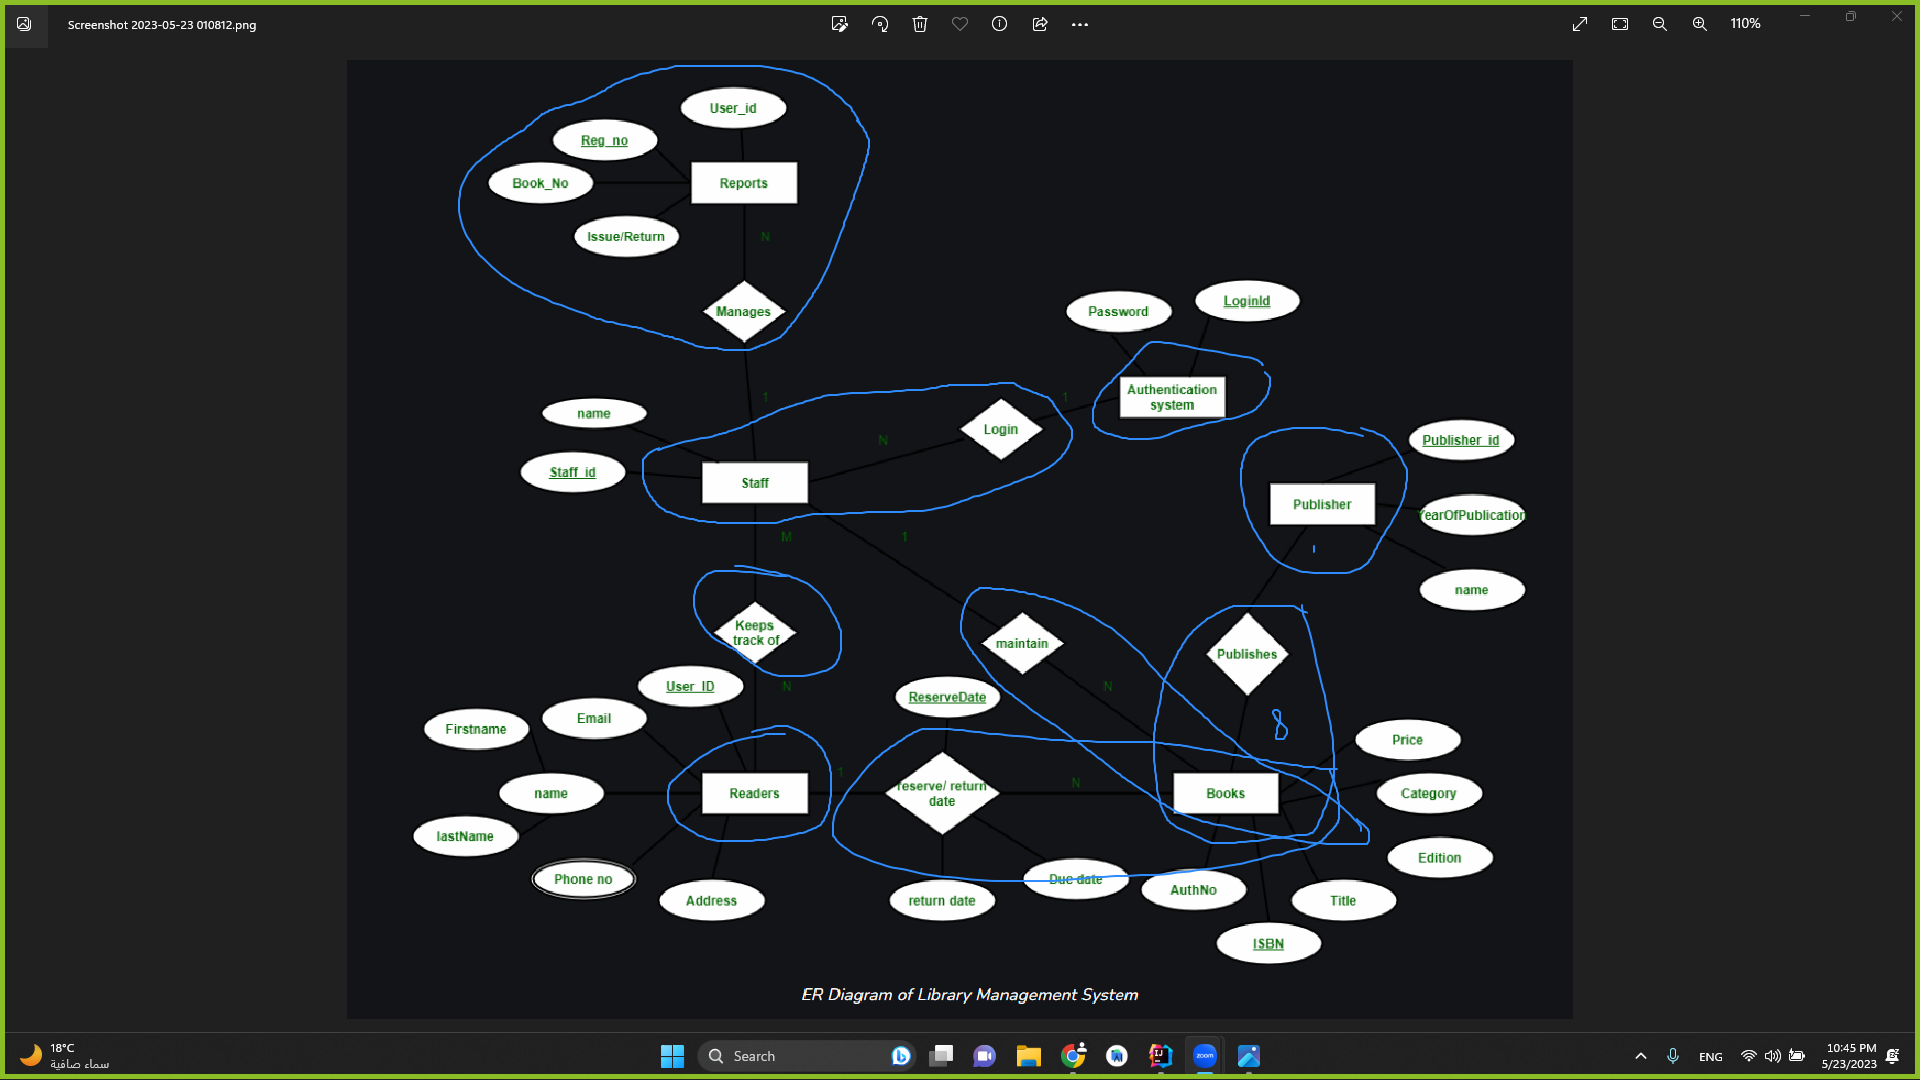 Screenshot 2023-05-23 010812.png
110%
User_id
Reg_no
Book_No
Reports
Issue/Return
N
Manages
Password
LoginId
1
1
Authentication
system
name
N
Login
Staff_id
Staff
Publisher_id
Publisher
YearOfPublication
name
M
1
Keeps
track of
maintain
Publishes
User_ID
N
N
ReserveDate
Email
Firstname
8
Price
1
N
name
Readers
reserve/ return
date
Books
Category
lastName
Edition
Phone no
Due date
AuthNo
Address
return date
Title
ISBN
ER Diagram of Library Management System
18°C
سماء صافية
Search
zoom
ENG
10:45 PM
5/23/2023